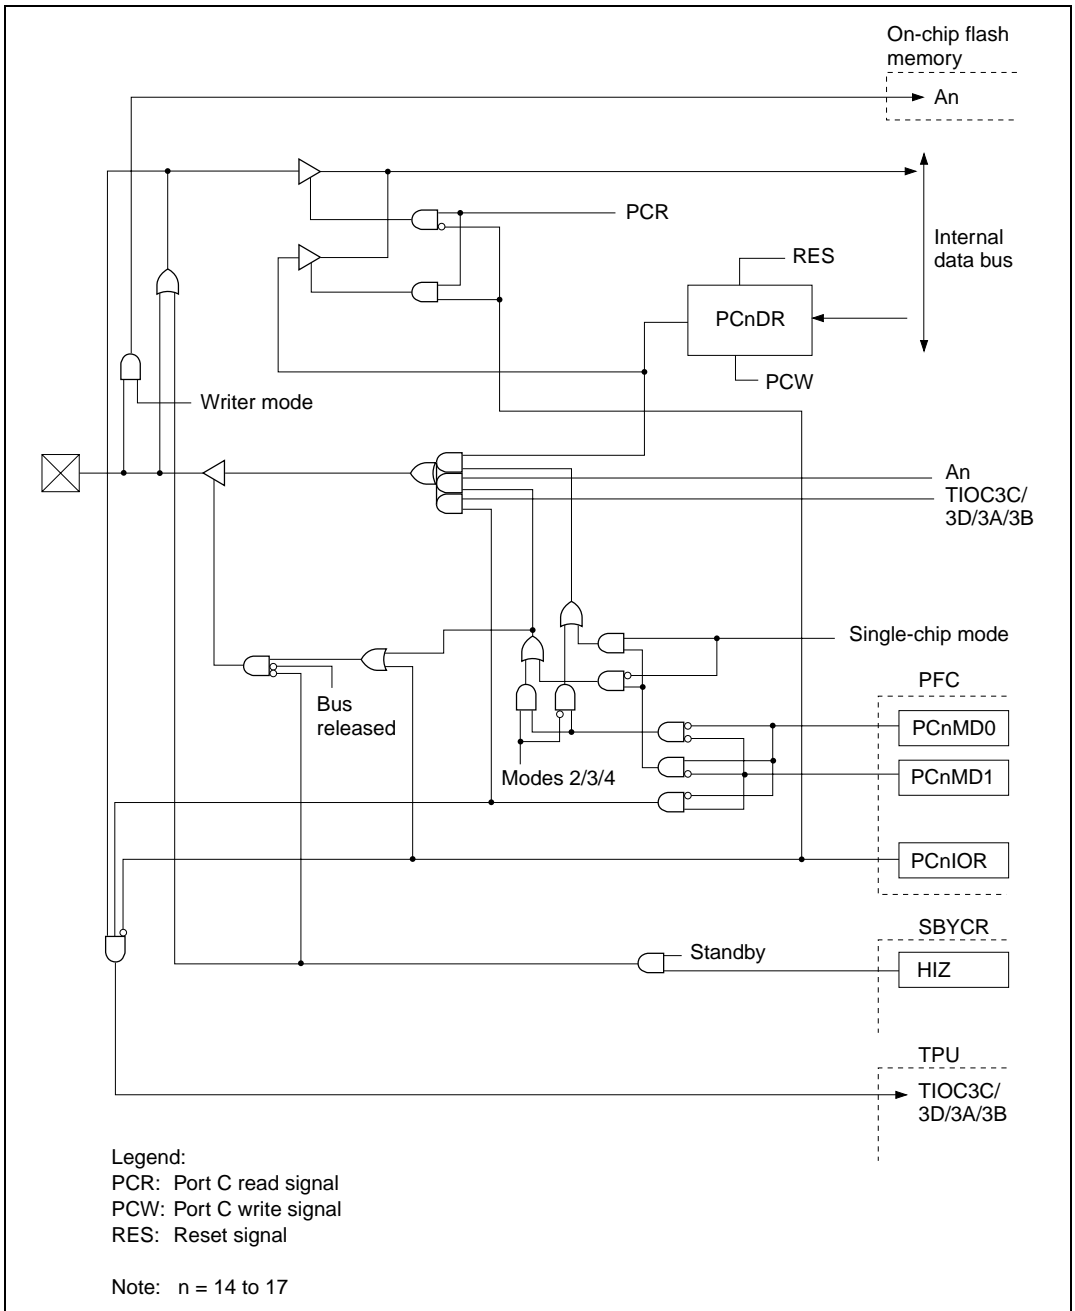 On-chip flash
memory
An
PCR
RES
Internal
data bus
PCnDR
PCW
Writer mode
An
TIOC3C/
3D/3A/3B
Single-chip mode
PFC
Bus
released
PCnMD0
Modes 2/3/4
PCnMD1
PCnIOR
SBYCR
Standby
HIZ
TPU
TIOC3C/
3D/3A/3B
Legend:
PCR: Port C read signal
PCW: Port C write signal
RES: Reset signal
Note: n = 14 to 17